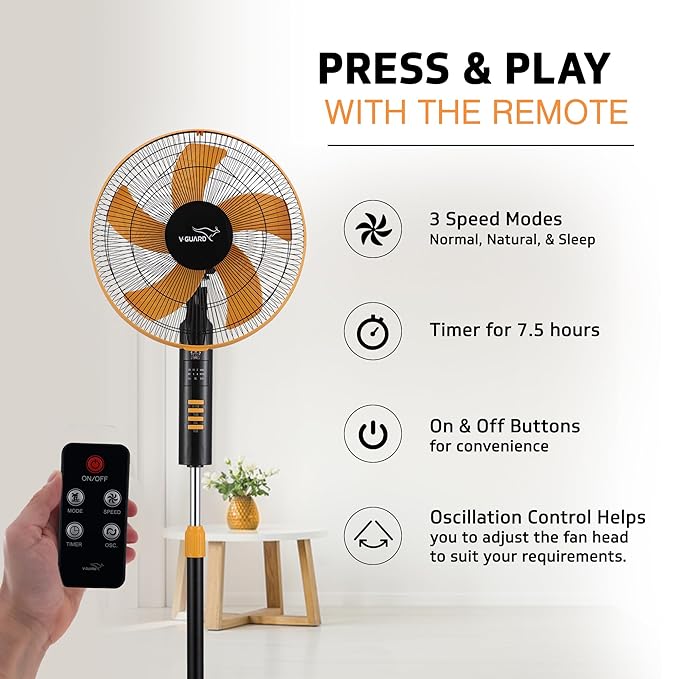 PRESS & PLAY
WITH THE REMOTE
3 Speed Modes
Normal, Natural, & Sleep
Timer for 7.5 hours
On & Off Buttons
for convenience
Oscillation Control Helps
you to adjust the fan head
to suit your requirements.
V-GUARD
ON/OFF
MODE SPEED
TIMER OSC.
V-GUARD